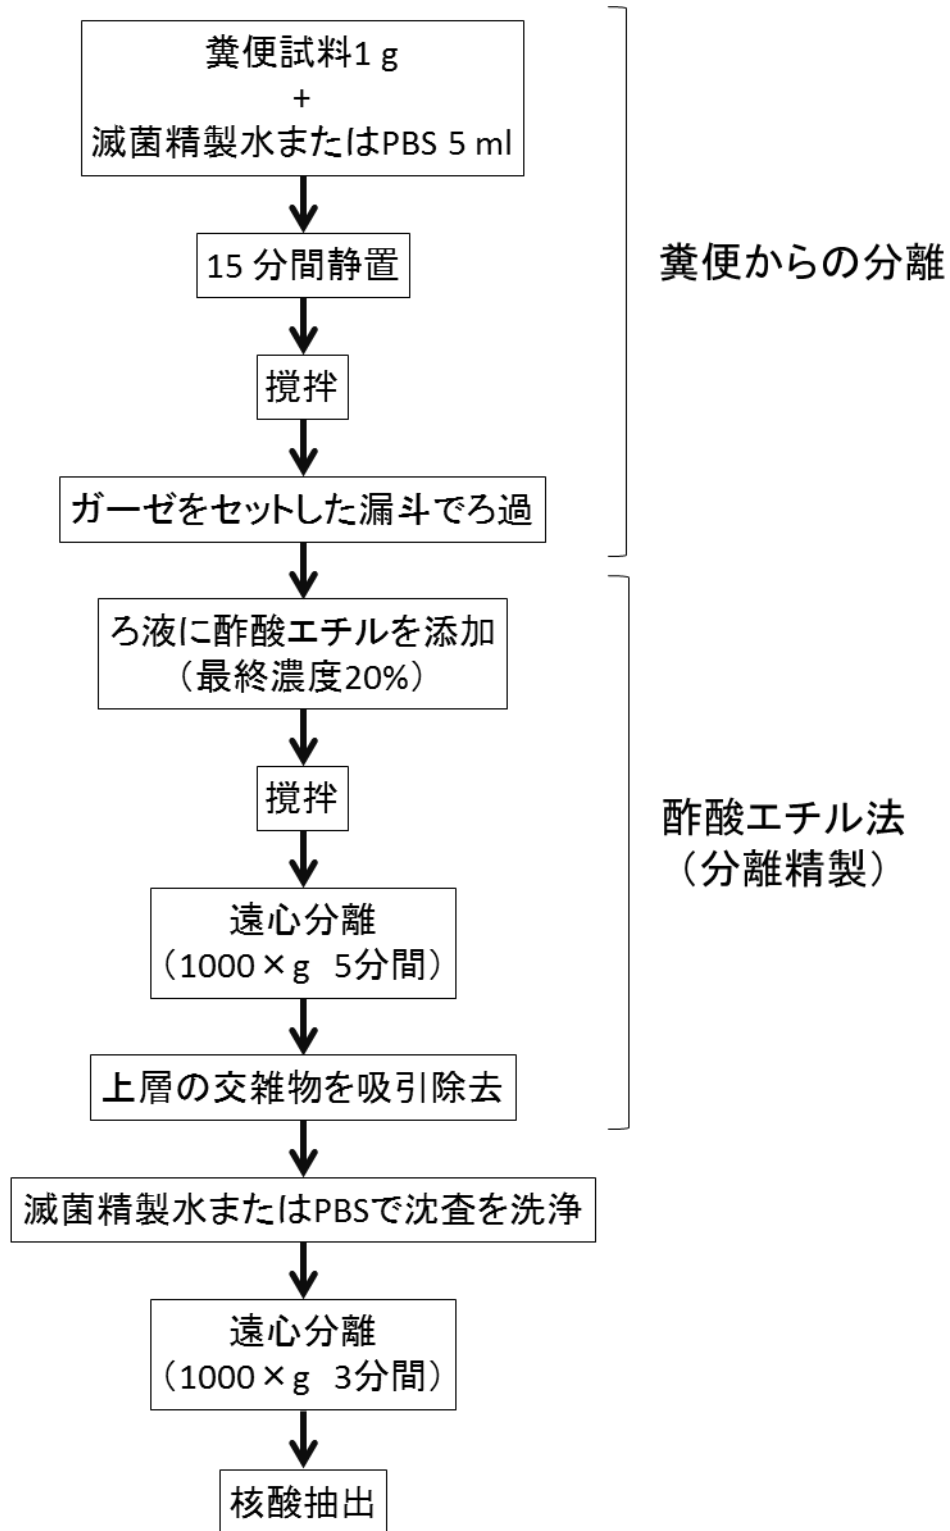 糞便試料1 g
+
滅菌精製水またはPBS 5 ml
15 分間静置
糞便からの分離
撹拌
ガーゼをセットした漏斗でろ過
ろ液に酢酸エチルを添加
（最終濃度20%）
撹拌
酢酸エチル法
（分離精製）
遠心分離
（1000×g 5分間）
上層の交雑物を吸引除去
滅菌精製水またはPBSで沈査を洗浄
遠心分離
（1000×g 3分間）
核酸抽出